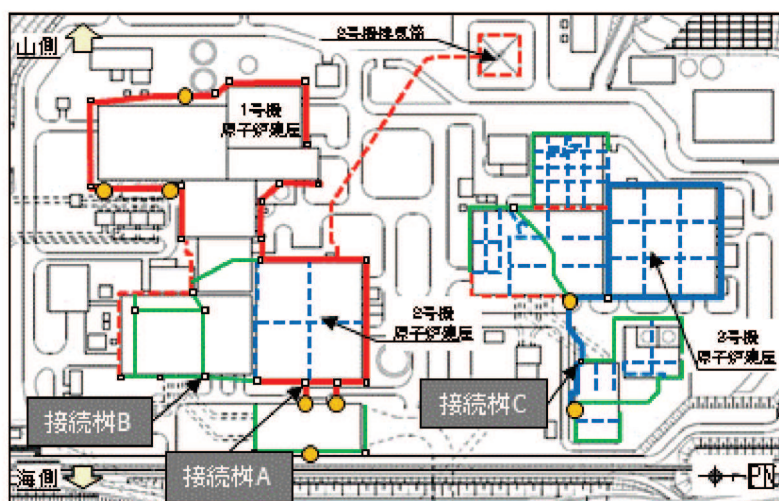 山側
2号機排気筒
1号機
原子炉建屋
2号機
原子炉建屋
3号機
原子炉建屋
接続桝B
接続桝C
接続桝A
海側
PN